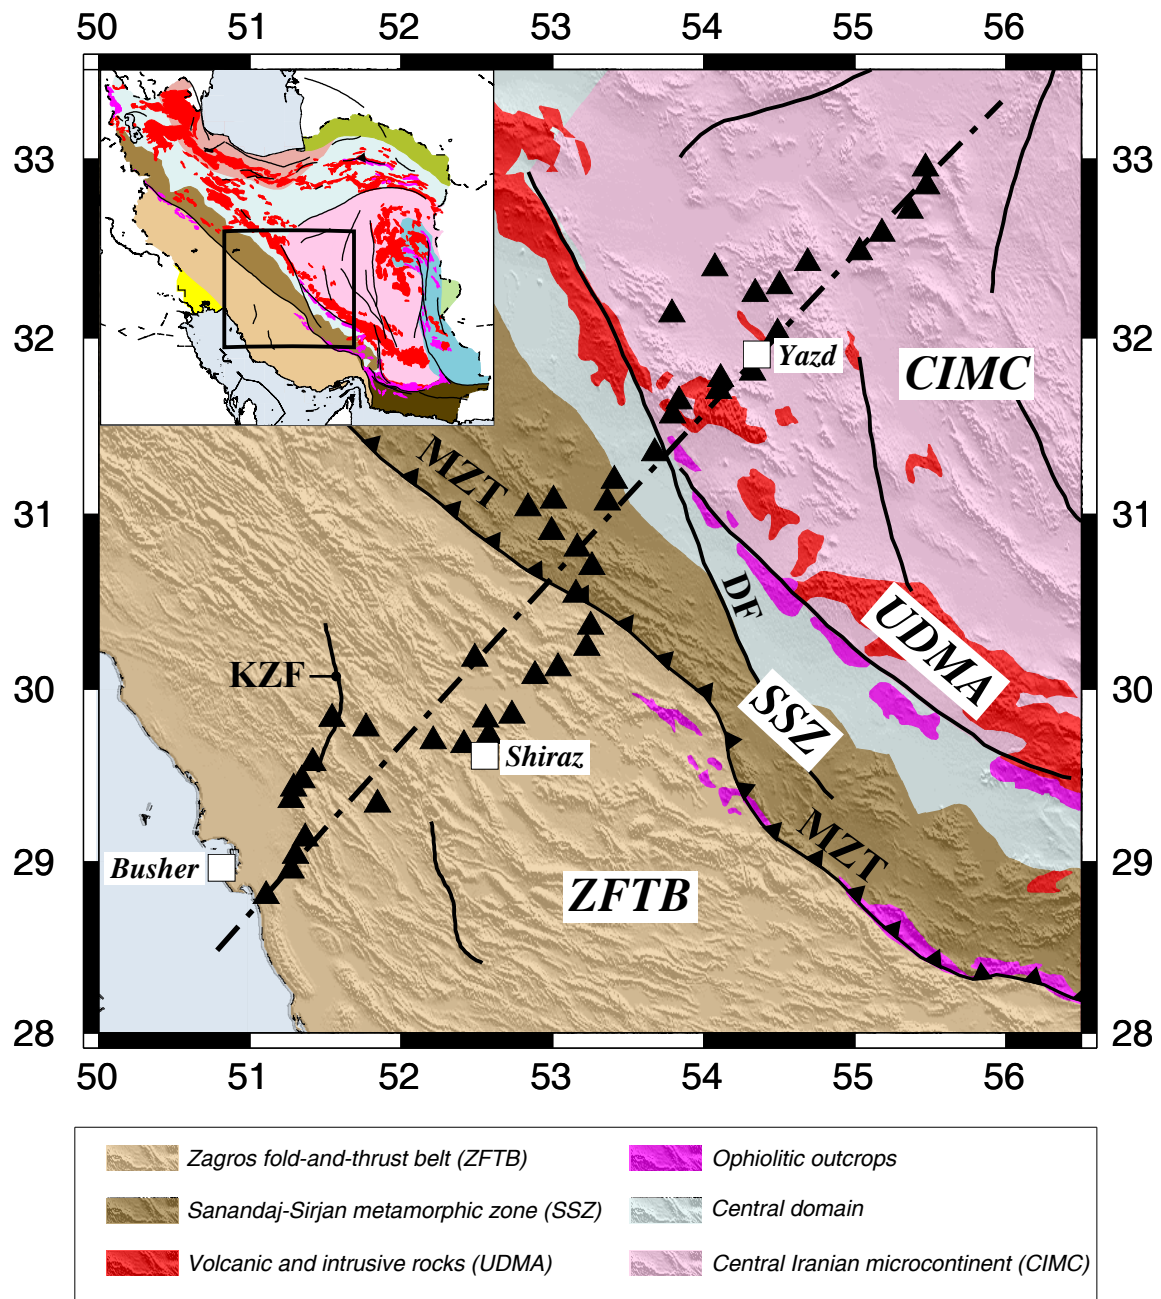 50 51 52 53 54 55 56
33 33
32 32
31 31
30 30
29 29
28 28
Yazd
CIMC
MZT
DF
UDMA
KZF
SSZ
Shiraz
MZT
Busher
ZFTB
50 51 52 53 54 55 56
Zagros fold-and-thrust belt (ZFTB)
Ophiolitic outcrops
Sanandaj-Sirjan metamorphic zone (SSZ)
Central domain
Volcanic and intrusive rocks (UDMA)
Central Iranian microcontinent (CIMC)